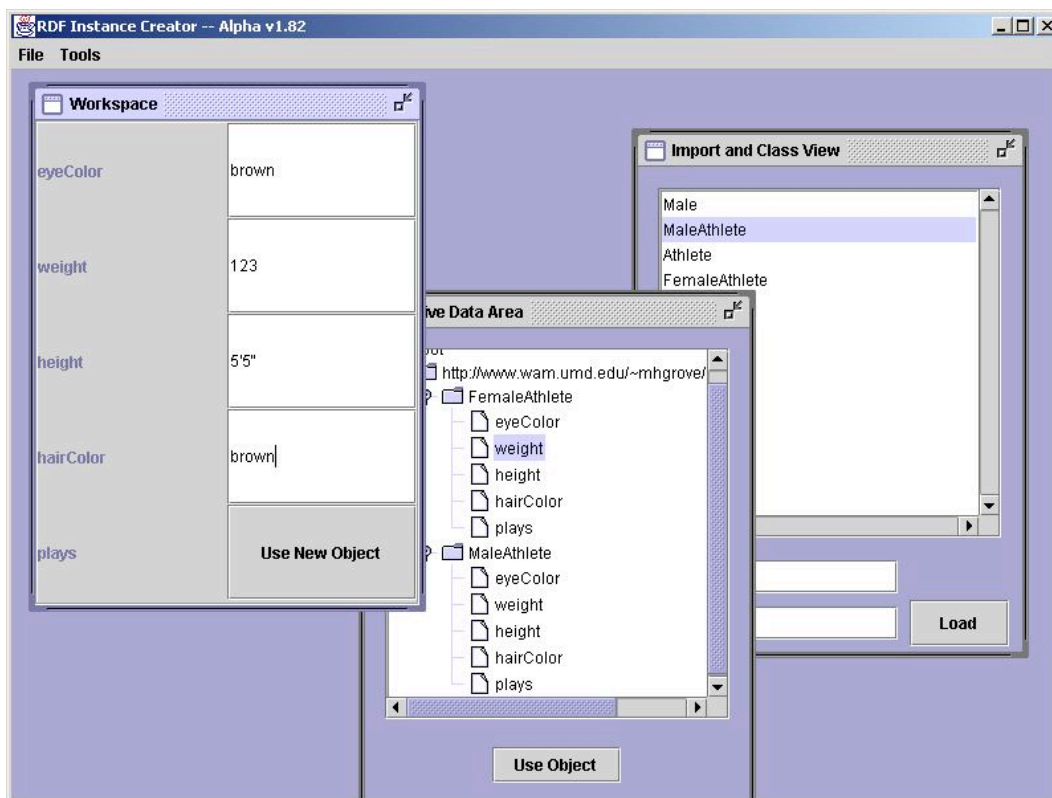 RDF Instance Creator -- Alpha v1.82
File Tools
Workspace
eyeColor brown
weight 123
height 5'5"
hairColor brown
plays Use New Object
Import and Class View
Male
MaleAthlete
Athlete
FemaleAthlete
Load
Data Area
http://www.wam.umd.edu/~mhgrove/
FemaleAthlete
eyeColor
weight
height
hairColor
plays
MaleAthlete
eyeColor
weight
height
hairColor
plays
Use Object